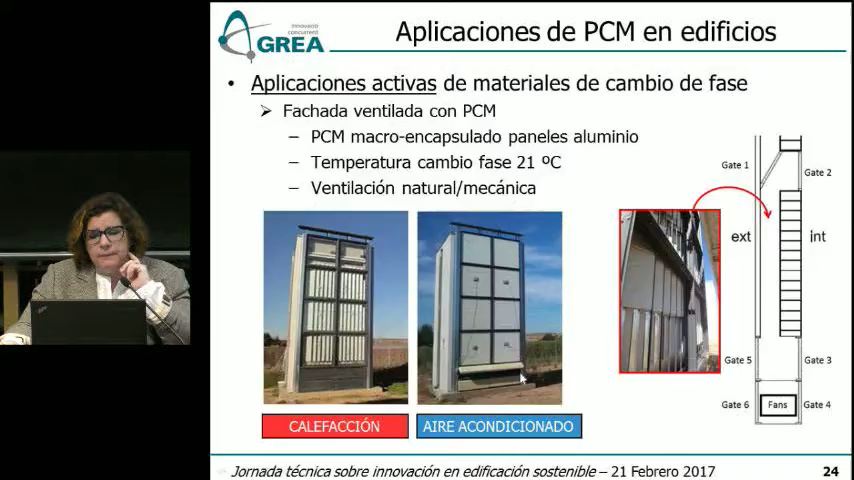 innovació
concurrent
GREA
Aplicaciones de PCM en edificios
• Aplicaciones activas de materiales de cambio de fase
➢ Fachada ventilada con PCM
– PCM macro-encapsulado paneles aluminio
– Temperatura cambio fase 21 ºC
– Ventilación natural/mecánica
Gate 1
Gate 2
ext
int
Gate 5
Gate 3
Gate 6
Fans
Gate 4
CALEFACCIÓN
AIRE ACONDICIONADO
Jornada técnica sobre innovación en edificación sostenible – 21 Febrero 2017
24